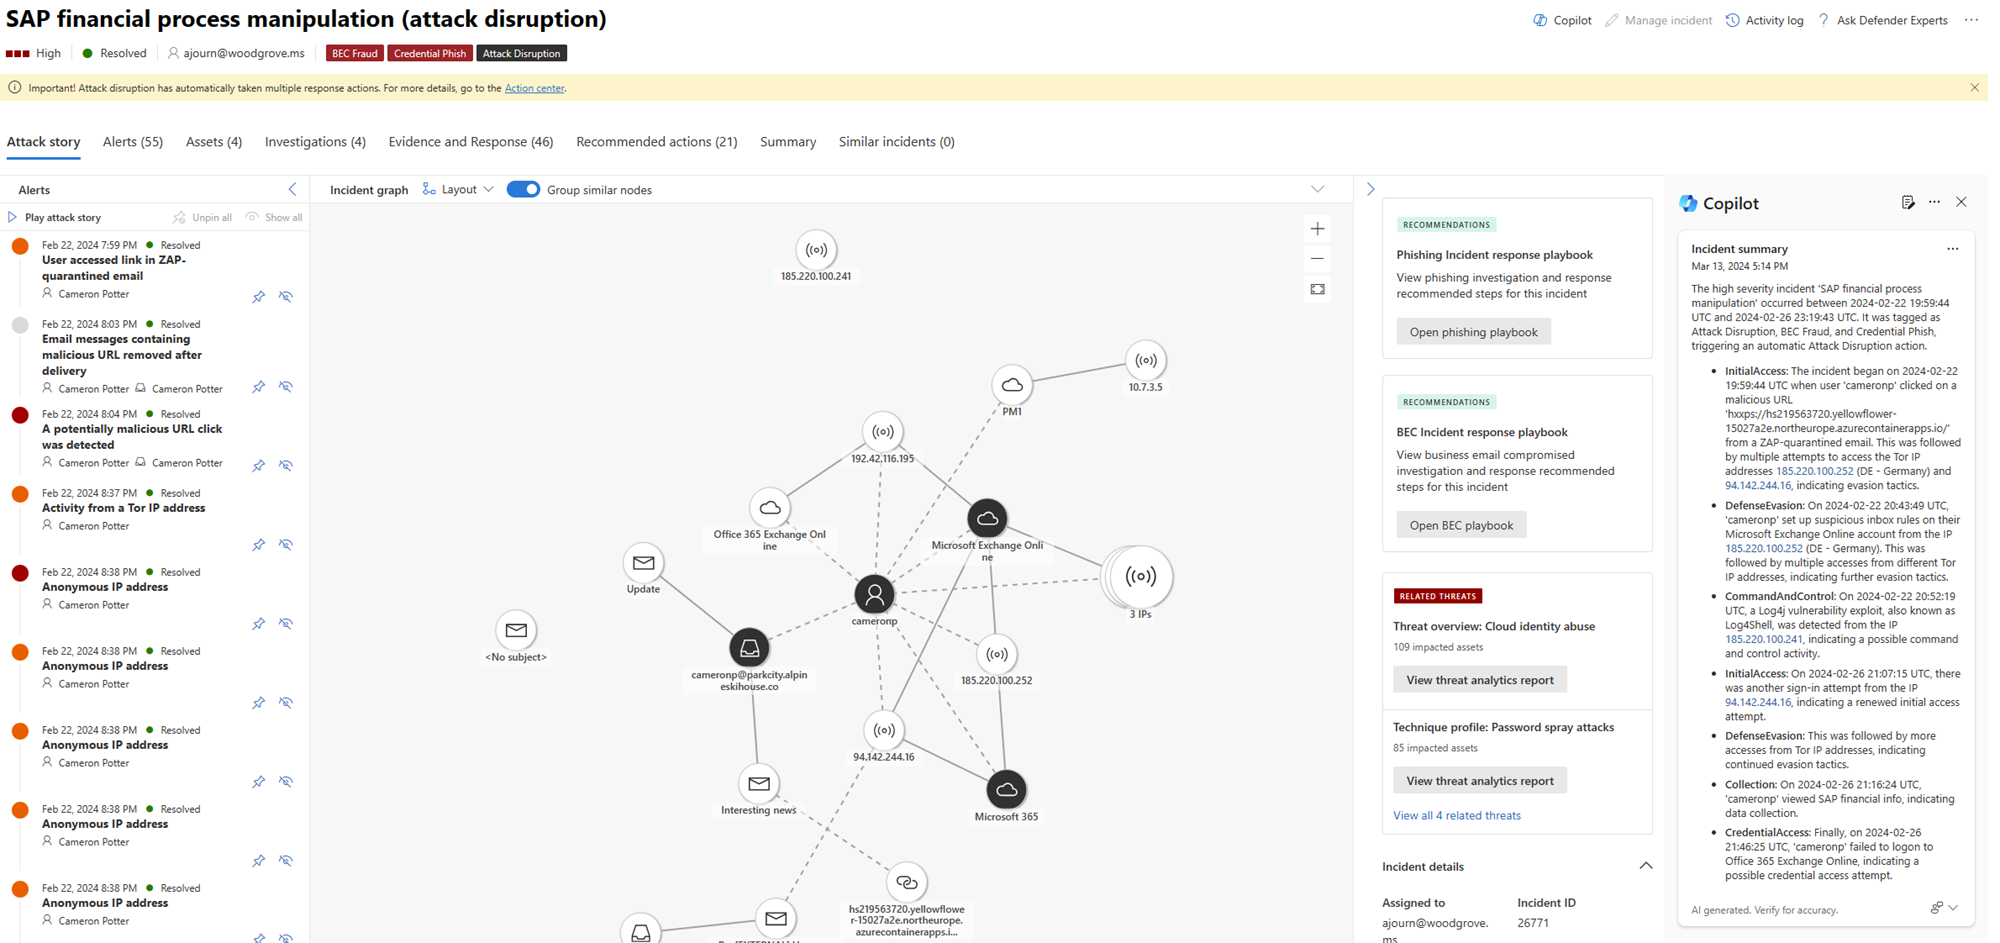 SAP financial process manipulation (attack disruption)
Copilot
Manage incident
Activity log
Ask Defender Experts
High
Resolved
ajourn@woodgrove.ms
BEC Fraud
Credential Phish
Attack Disruption
Important! Attack disruption has automatically taken multiple response actions. For more details, go to the Action center.
Attack story
Alerts (55)
Assets (4)
Investigations (4)
Evidence and Response (46)
Recommended actions (21)
Summary
Similar incidents (0)
Alerts
Play attack story
Unpin all
Show all
Feb 22, 2024 7:59 PM
Resolved
User accessed link in ZAP-
quarantined email
Cameron Potter
Feb 22, 2024 8:03 PM
Resolved
Email messages containing
malicious URL removed after
delivery
Cameron Potter
Cameron Potter
Feb 22, 2024 8:04 PM
Resolved
A potentially malicious URL click
was detected
Cameron Potter
Cameron Potter
Feb 22, 2024 8:37 PM
Resolved
Activity from a Tor IP address
Cameron Potter
Feb 22, 2024 8:38 PM
Resolved
Anonymous IP address
Cameron Potter
Feb 22, 2024 8:38 PM
Resolved
Anonymous IP address
Cameron Potter
Feb 22, 2024 8:38 PM
Resolved
Anonymous IP address
Cameron Potter
Feb 22, 2024 8:38 PM
Resolved
Anonymous IP address
Cameron Potter
Feb 22, 2024 8:38 PM
Resolved
Anonymous IP address
Cameron Potter
Incident graph
Layout
Group similar nodes
185.220.100.241
10.7.3.5
PM1
192.42.116.195
Office 365 Exchange Onl
ine
Microsoft Exchange Onli
ne
Update
3 IPs
cameronp
<No subject>
cameronp@parkcity.alpin
eskihouse.co
185.220.100.252
94.142.244.16
Interesting news
Microsoft 365
hs219563720.yellowflowe
r-15027a2e.northeurope.
azurecontainerapps.i...
RECOMMENDATIONS
Phishing Incident response playbook
View phishing investigation and response
recommended steps for this incident
Open phishing playbook
RECOMMENDATIONS
BEC Incident response playbook
View business email compromised
investigation and response recommended
steps for this incident
Open BEC playbook
RELATED THREATS
Threat overview: Cloud identity abuse
109 impacted assets
View threat analytics report
Technique profile: Password spray attacks
85 impacted assets
View threat analytics report
View all 4 related threats
Incident details
Assigned to
ajourn@woodgrove.
ms
Incident ID
26771
Copilot
Incident summary
Mar 13, 2024 5:14 PM
The high severity incident 'SAP financial process
manipulation' occurred between 2024-02-22 19:59:44
UTC and 2024-02-26 23:19:43 UTC. It was tagged as
Attack Disruption, BEC Fraud, and Credential Phish,
triggering an automatic Attack Disruption action.
• InitialAccess: The incident began on 2024-02-22
19:59:44 UTC when user 'cameronp' clicked on a
malicious URL
'hxxps://hs219563720.yellowflower-
15027a2e.northeurope.azurecontainerapps.io/'
from a ZAP-quarantined email. This was followed
by multiple attempts to access the Tor IP
addresses 185.220.100.252 (DE - Germany) and
94.142.244.16, indicating evasion tactics.
• DefenseEvasion: On 2024-02-22 20:43:49 UTC,
'cameronp' set up suspicious inbox rules on their
Microsoft Exchange Online account from the IP
185.220.100.252 (DE - Germany). This was
followed by multiple accesses from different Tor
IP addresses, indicating further evasion tactics.
• CommandAndControl: On 2024-02-22 20:52:19
UTC, a Log4j vulnerability exploit, also known as
Log4Shell, was detected from the IP
185.220.100.241, indicating a possible command
and control activity.
• InitialAccess: On 2024-02-26 21:07:15 UTC, there
was another sign-in attempt from the IP
94.142.244.16, indicating a renewed initial access
attempt.
• DefenseEvasion: This was followed by more
accesses from Tor IP addresses, indicating
continued evasion tactics.
• Collection: On 2024-02-26 21:16:24 UTC,
'cameronp' viewed SAP financial info, indicating
data collection.
• CredentialAccess: Finally, on 2024-02-26
21:46:25 UTC, 'cameronp' failed to logon to
Office 365 Exchange Online, indicating a
possible credential access attempt.
AI generated. Verify for accuracy.